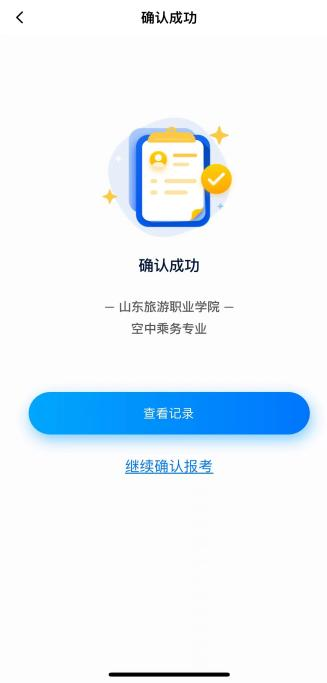 确认成功
确认成功
— 山东旅游职业学院 —
空中乘务专业
查看记录
继续确认报考